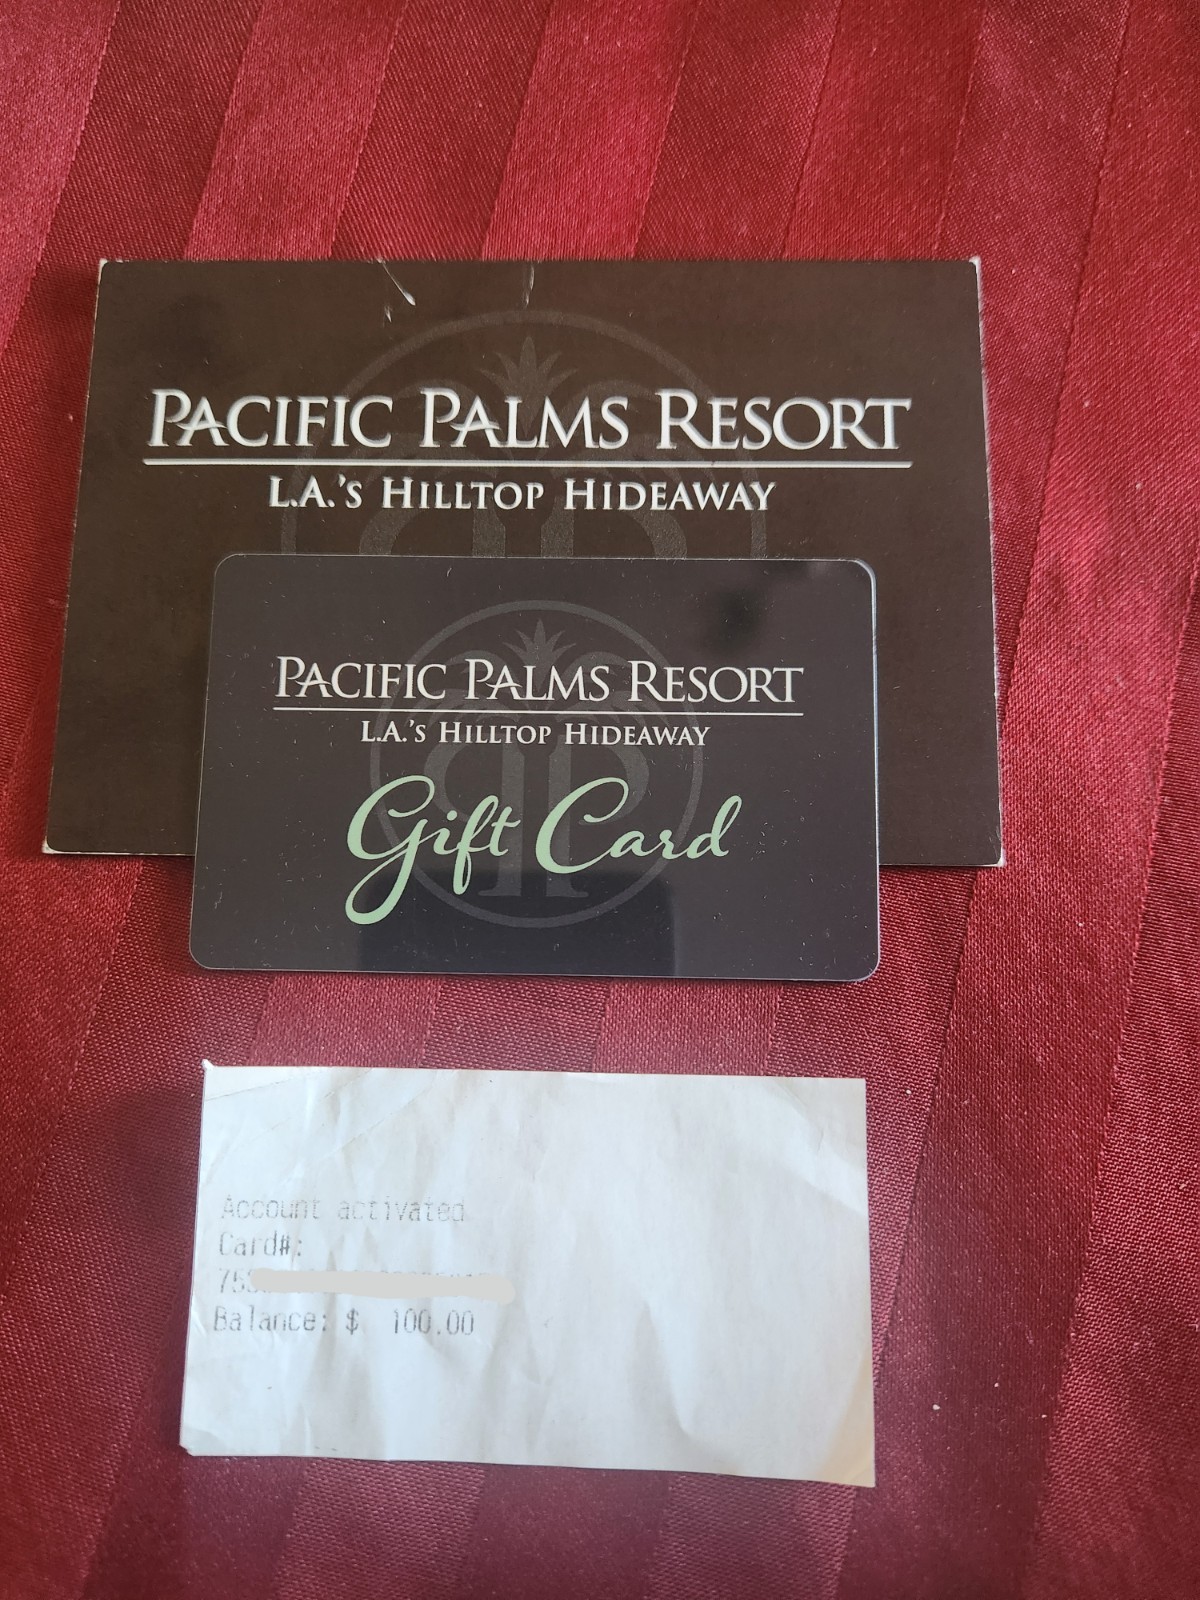 PACIFIC PALMS RESORT
L.A.'S HILLTOP HIDEAWAY
PACIFIC PALMS RESORT
L.A.'S HILLTOP HIDEAWAY
Gift Card
Account activated
Card#:
Balance: $ 100.00